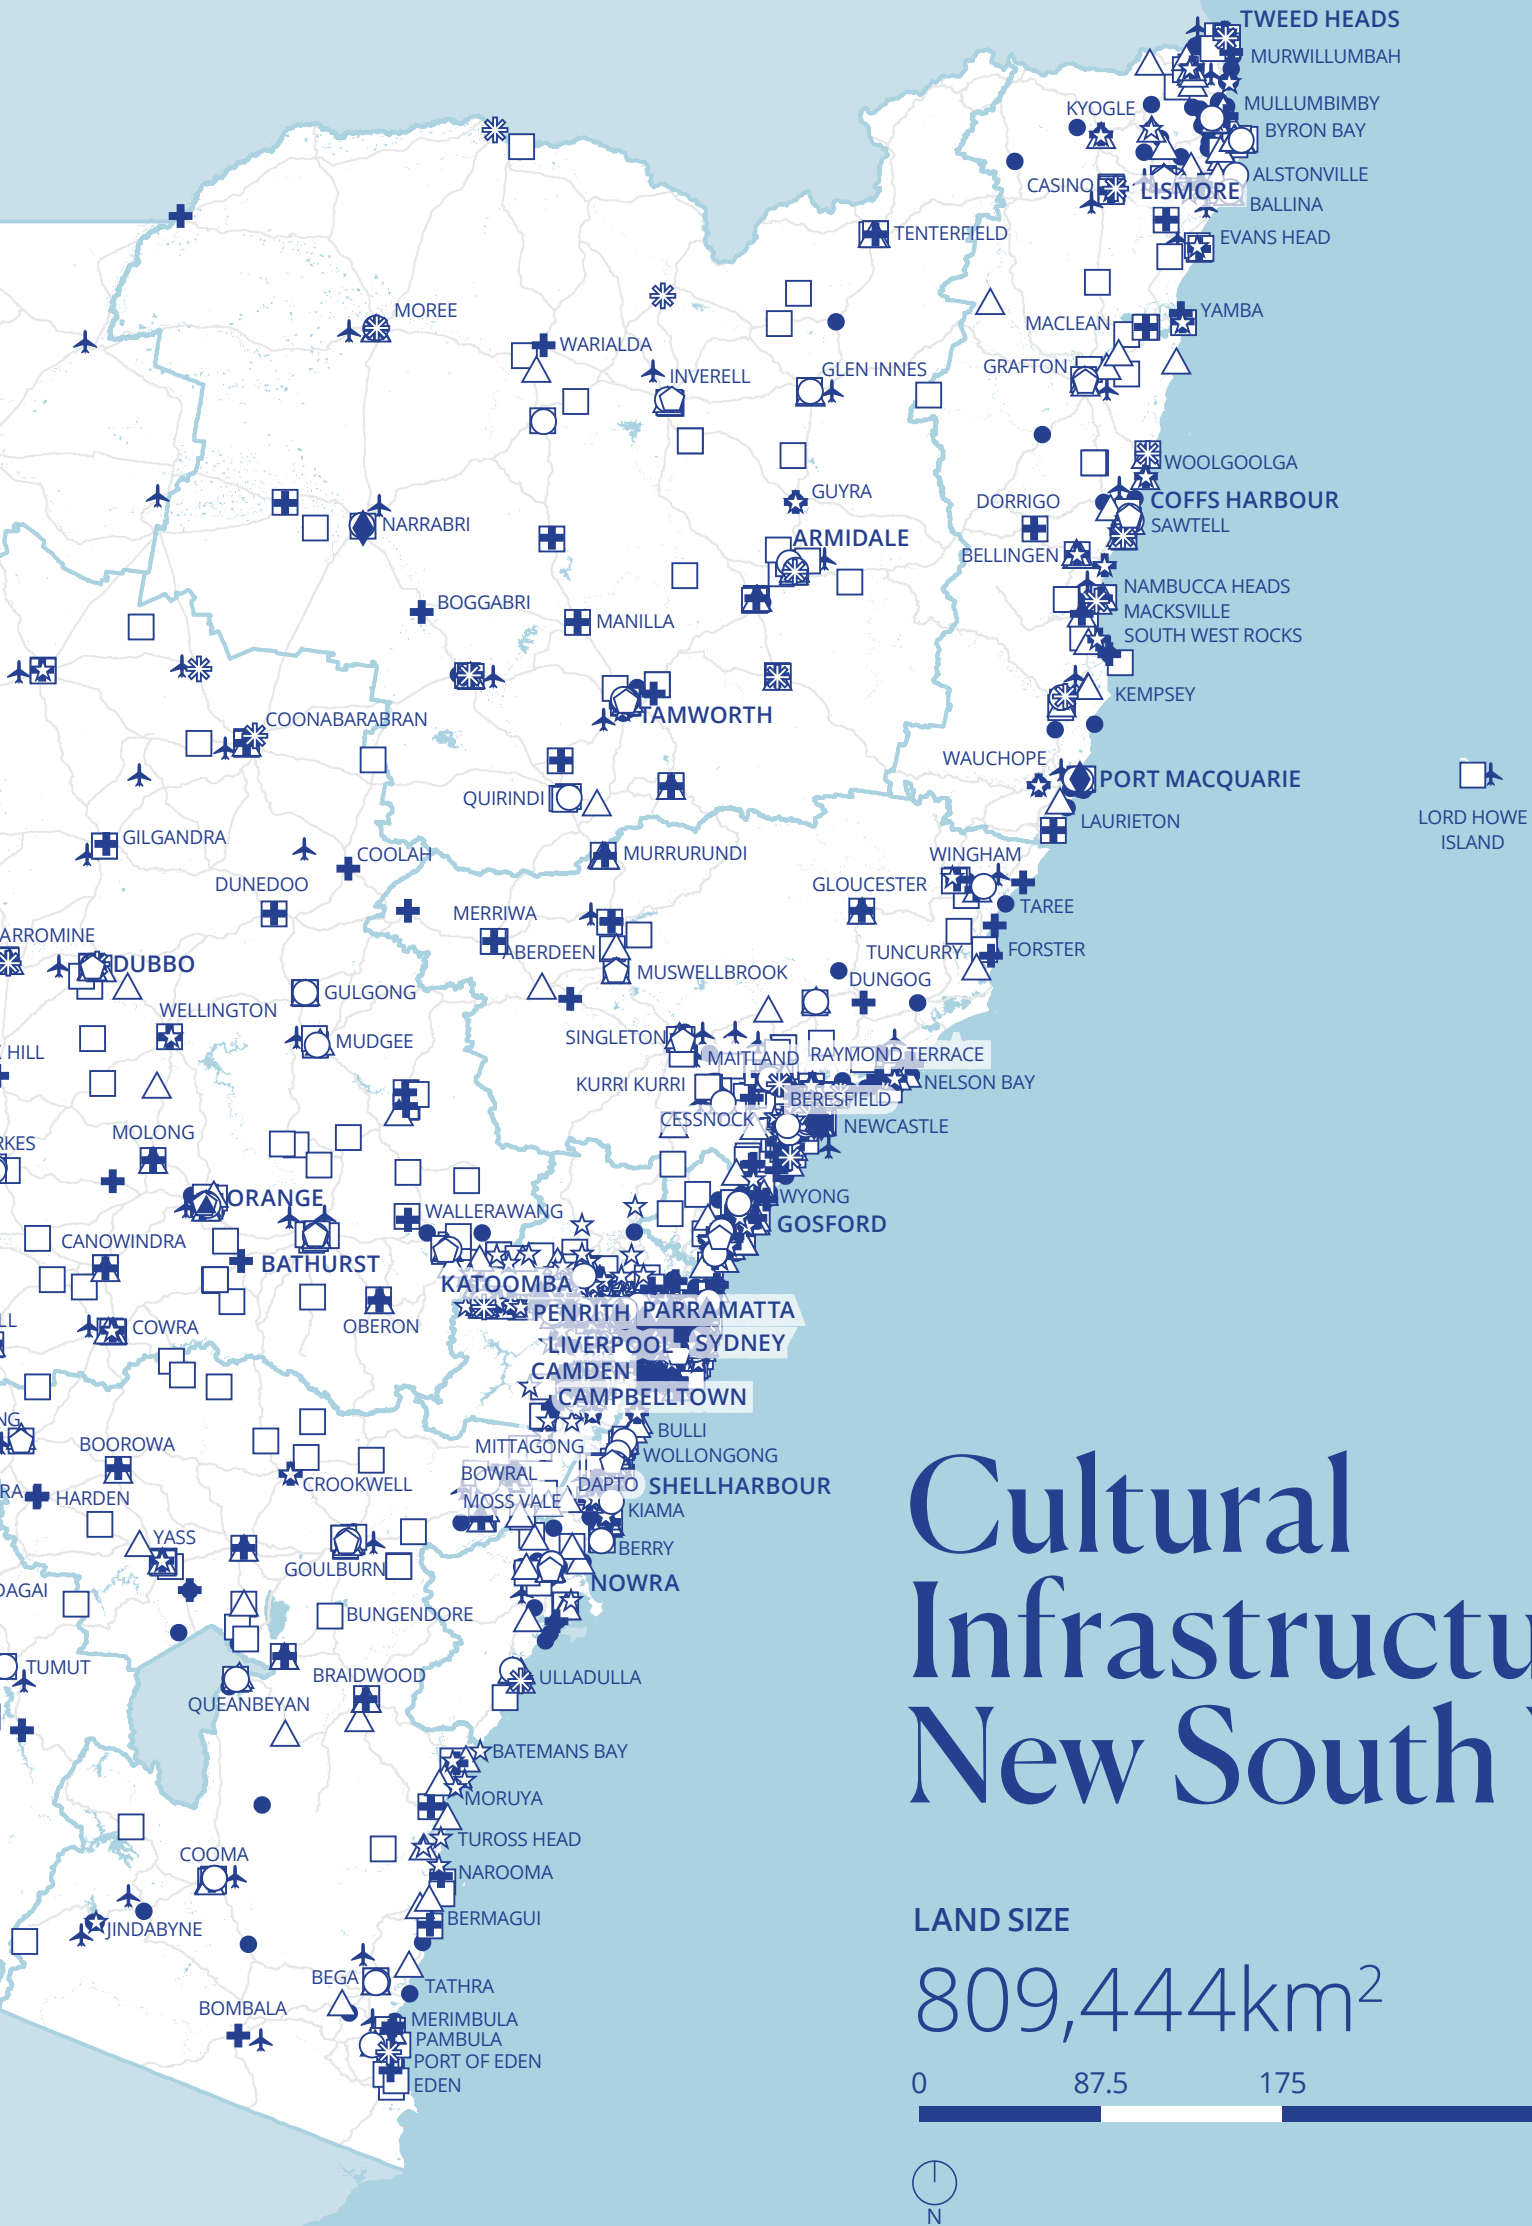 TWEED HEADS
MURWILLUMBAH
KYOGLE
MULLUMBIMBY
BYRON BAY
ALSTONVILLE
CASINO
LISMORE
BALLINA
TENTERFIELD
EVANS HEAD
MOREE
YAMBA
MACLEAN
WARIALDA
GRAFTON
GLEN INNES
INVERELL
WOOLGOOLGA
GUYRA
DORRIGO
COFFS HARBOUR
NARRABRI
SAWTELL
ARMIDALE
BELLINGEN
NAMBUCCA HEADS
BOGGABRI
MACKSVILLE
MANILLA
SOUTH WEST ROCKS
KEMPSEY
TAMWORTH
COONABARABRAN
WAUCHOPE
PORT MACQUARIE
QUIRINDI
LORD HOWE
ISLAND
LAURIETON
GILGANDRA
COOLAH
MURRURUNDI
WINGHAM
DUNEDOO
GLOUCESTER
TAREE
MERRIWA
ARROMINE
ABERDEEN
TUNCURRY
FORSTER
DUBBO
MUSWELLBROOK
DUNGOG
GULGONG
WELLINGTON
SINGLETON
MUDGEE
HILL
MAITLAND
RAYMOND TERRACE
KURRI KURRI
NELSON BAY
BERESFIELD
CESSNOCK
NEWCASTLE
MOLONG
RKES
ORANGE
WYONG
WALLERAWANG
GOSFORD
CANOWINDRA
BATHURST
KATOOMBA
PENRITH
PARRAMATTA
OBERON
COWRA
LL
LIVERPOOL
SYDNEY
CAMDEN
CAMPBELLTOWN
NG
BULLI
BOOROWA
MITTAGONG
WOLLONGONG
BOWRAL
CROOKWELL
DAPTO
SHELLHARBOUR
RA
HARDEN
MOSS VALE
KIAMA
YASS
BERRY
GOULBURN
NOWRA
DAGAI
BUNGENDORE
TUMUT
BRAIDWOOD
ULLADULLA
QUEANBEYAN
BATEMANS BAY
MORUYA
TUROSS HEAD
COOMA
NAROOMA
BERMAGUI
JINDABYNE
BEGA
TATHRA
BOMBALA
MERIMBULA
PAMBULA
PORT OF EDEN
EDEN
Cultural
Infrastructu
New South
LAND SIZE
809,444km²
0 87.5 175
N